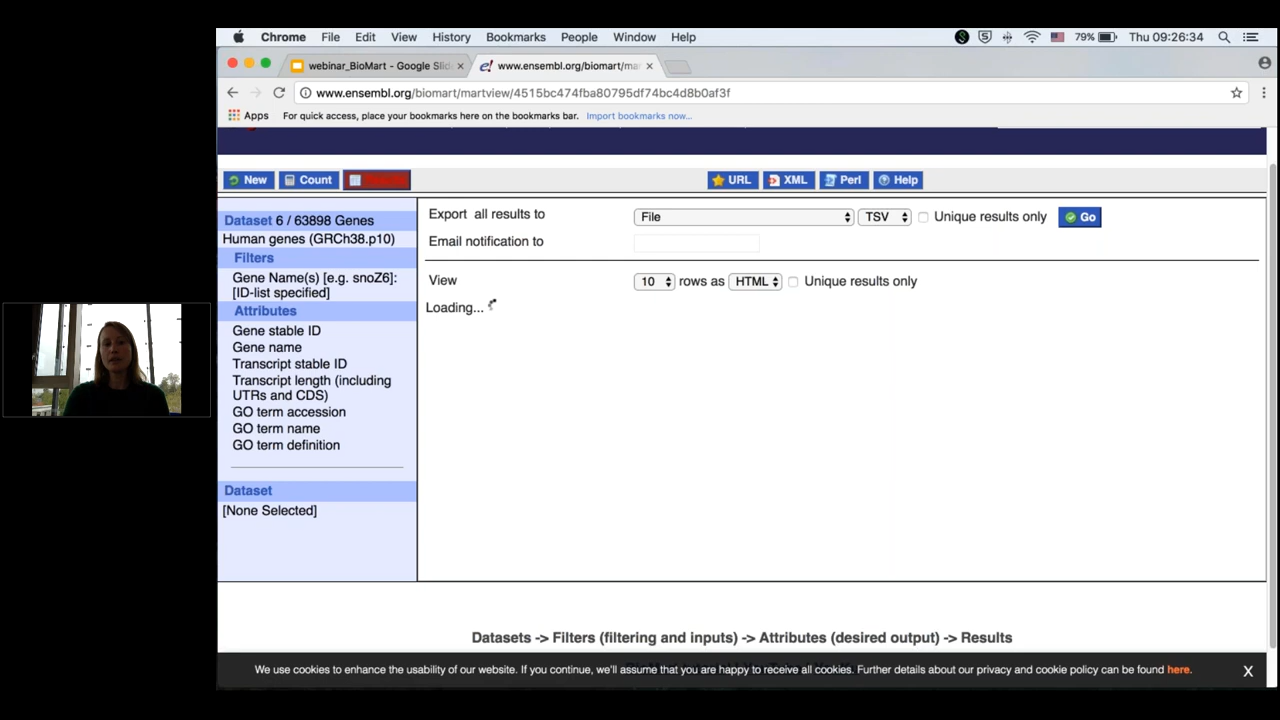 Chrome File Edit View History Bookmarks People Window Help 79% Thu 09:26:34
webinar_BioMart - Google Slid × www.ensembl.org/biomart/mar ×
www.ensembl.org/biomart/martview/4515bc474fba80795df74bc4d8b0af3f
Apps For quick access, place your bookmarks here on the bookmarks bar. Import bookmarks now...
New Count URL XML Perl Help
Dataset 6 / 63898 Genes
Human genes (GRCh38.p10)
Filters
Gene Name(s) [e.g. snoZ6]:
[ID-list specified]
Attributes
Gene stable ID
Gene name
Transcript stable ID
Transcript length (including
UTRs and CDS)
GO term accession
GO term name
GO term definition
Dataset
[None Selected]
Export all results to File TSV Unique results only Go
Email notification to
View 10 rows as HTML Unique results only
Loading...
Datasets -> Filters (filtering and inputs) -> Attributes (desired output) -> Results
We use cookies to enhance the usability of our website. If you continue, we'll assume that you are happy to receive all cookies. Further details about our privacy and cookie policy can be found here. X